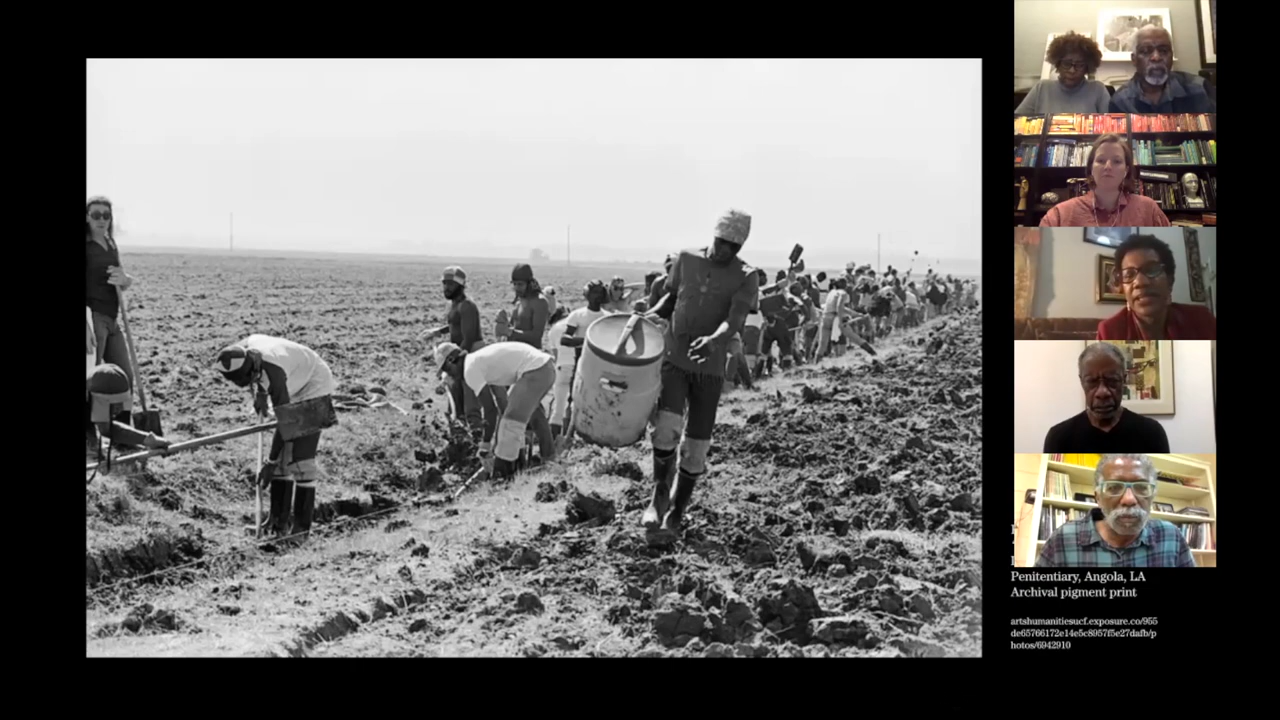 Penitentiary, Angola, LA
Archival pigment print
artshumanitiesucf.exposure.co/955
de65766172e14e5c8957f5e27dafb/p
hotos/6942910